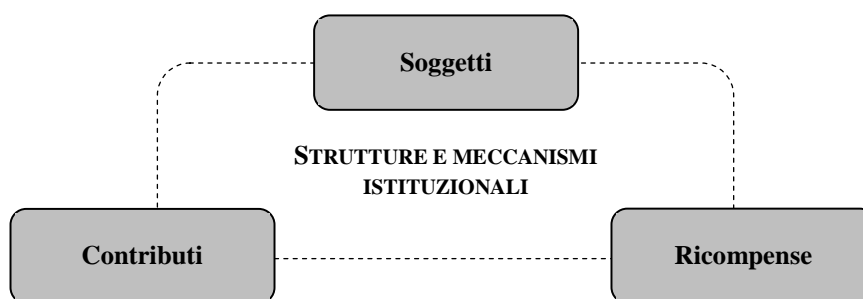 Soggetti
STRUTTURE E MECCANISMI
ISTITUZIONALI
Contributi
Ricompense